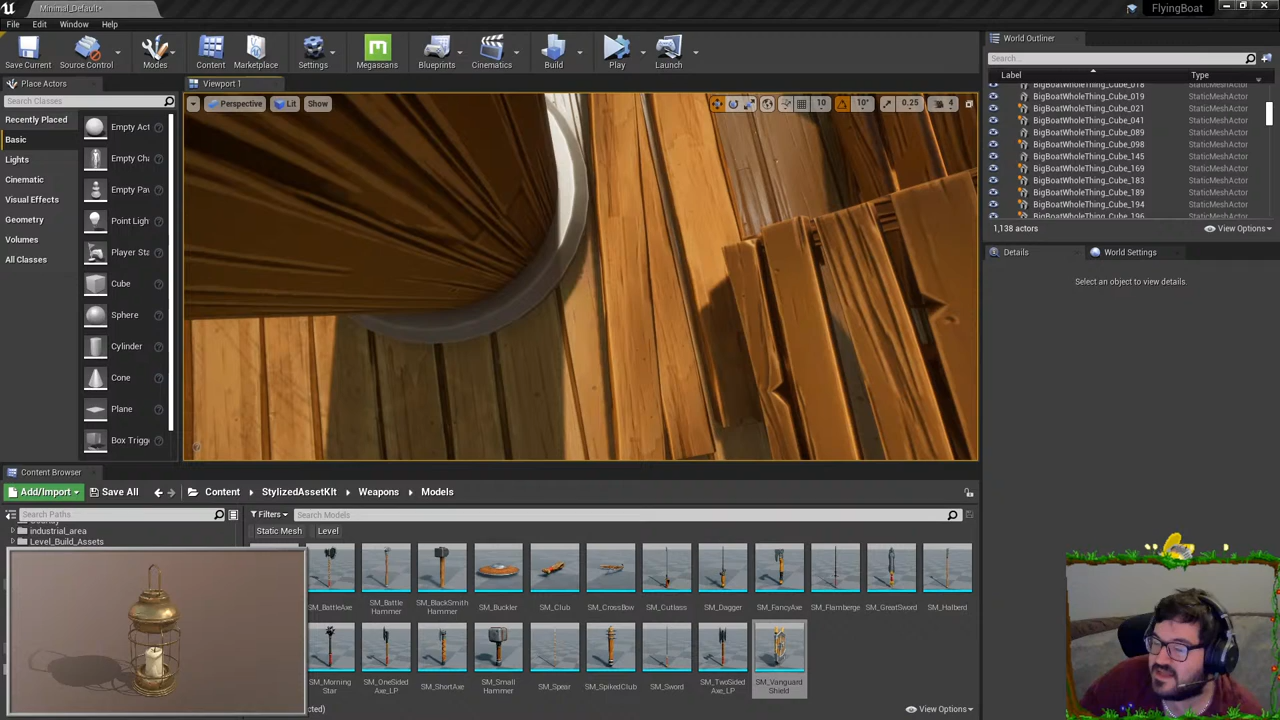 Minimal_Default*
FlyingBoat
File Edit Window Help
Save Current
Source Control
Modes
Content
Marketplace
Settings
Megascans
Blueprints
Cinematics
Build
Play
Launch
Place Actors
Search Classes
Recently Placed
Basic
Lights
Cinematic
Visual Effects
Geometry
Volumes
All Classes
Empty Act
Empty Cha
Empty Pav
Point Ligh
Player Sta
Cube
Sphere
Cylinder
Cone
Plane
Box Trigg
Viewport 1
Perspective Lit Show
10 10° 0.25 4
World Outliner
Search...
Label Type
BigBoatWholeThing_Cube_018 StaticMeshActor
BigBoatWholeThing_Cube_019 StaticMeshActor
BigBoatWholeThing_Cube_021 StaticMeshActor
BigBoatWholeThing_Cube_041 StaticMeshActor
BigBoatWholeThing_Cube_089 StaticMeshActor
BigBoatWholeThing_Cube_098 StaticMeshActor
BigBoatWholeThing_Cube_145 StaticMeshActor
BigBoatWholeThing_Cube_169 StaticMeshActor
BigBoatWholeThing_Cube_183 StaticMeshActor
BigBoatWholeThing_Cube_189 StaticMeshActor
BigBoatWholeThing_Cube_194 StaticMeshActor
BigBoatWholeThing_Cube_196 StaticMeshActor
1,138 actors
View Options
Details
World Settings
Select an object to view details.
Content Browser
Add/Import Save All Content StylizedAssetKIt Weapons Models
Search Paths
industrial_area
Level_Build_Assets
Filters Search Models
Static Mesh Level
SM_BattleAxe
SM_Battle Hammer
SM_BlackSmith Hammer
SM_Buckler
SM_Club
SM_CrossBow
SM_Cutlass
SM_Dagger
SM_FancyAxe
SM_Flamberge
SM_GreatSword
SM_Halberd
SM_Morning Star
SM_OneSided Axe_LP
SM_ShortAxe
SM_Small Hammer
SM_Spear
SM_SpikedClub
SM_Sword
SM_TwoSided Axe_LP
SM_Vanguard Shield
cted)
View Options